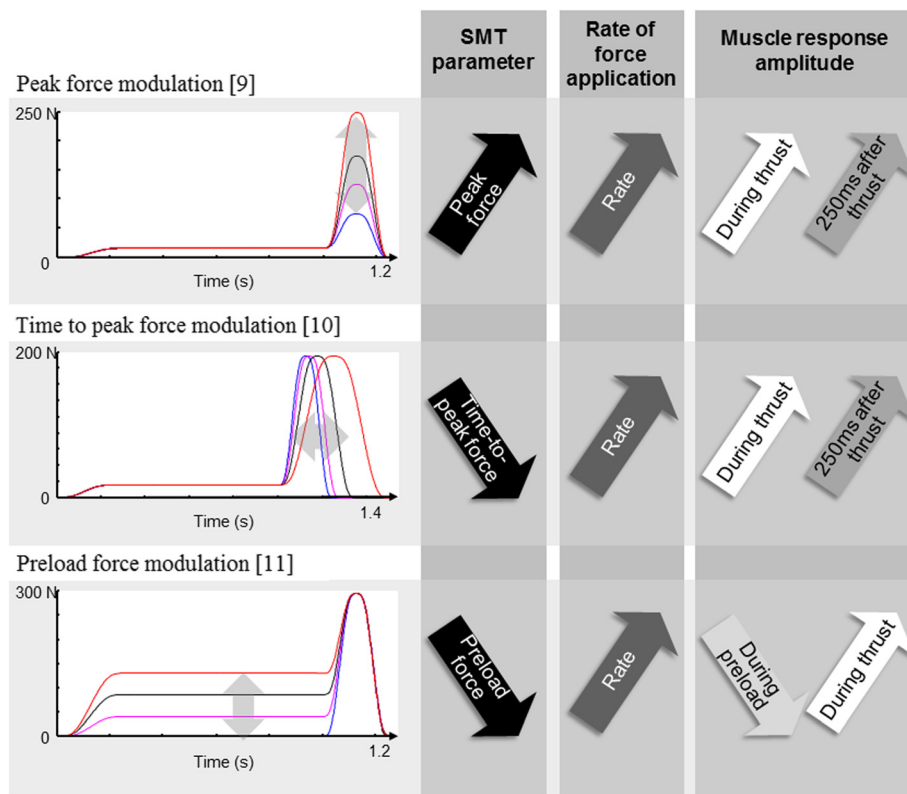 SMT parameter
Rate of force application
Muscle response amplitude
Peak force modulation [9]
250 N
0
1.2
Time (s)
Peak force
Rate
During thrust
250ms after thrust
Time to peak force modulation [10]
200 N
0
1.4
Time (s)
Time-to-peak force
Rate
During thrust
250ms after thrust
Preload force modulation [11]
300 N
0
1.2
Time (s)
Preload force
Rate
During preload
During thrust